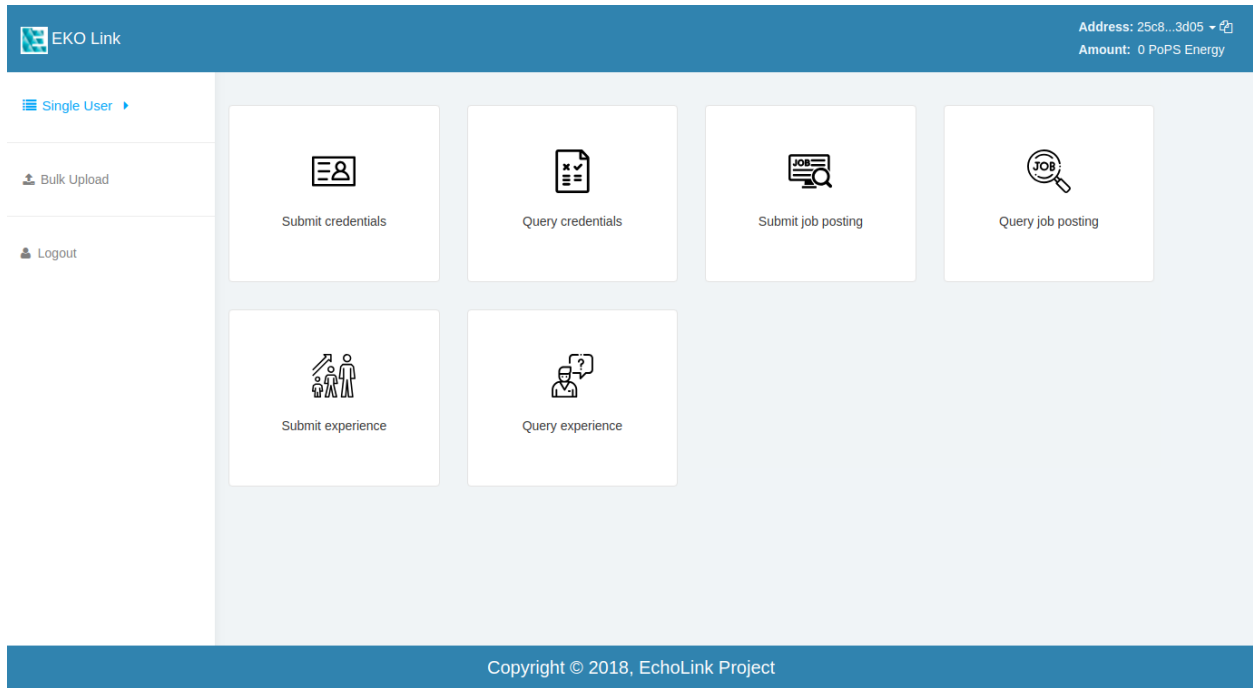 EKO Link
Address: 25c8...3d05
Amount: 0 PoPS Energy
Single User
Bulk Upload
Logout
Submit credentials
Query credentials
JOB
Submit job posting
JOB
Query job posting
Submit experience
?
Query experience
Copyright © 2018, EchoLink Project